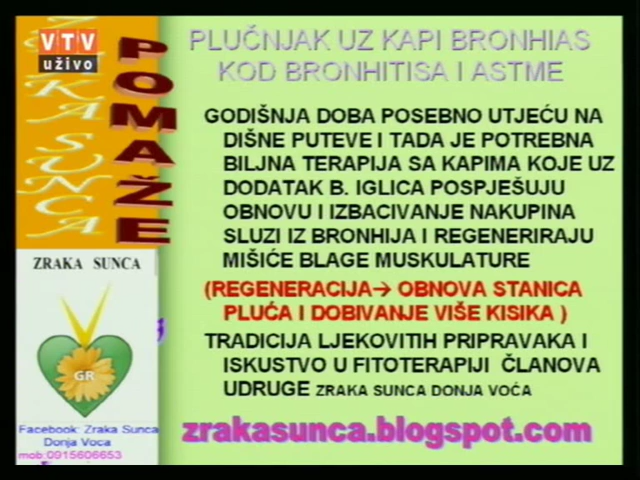 VTV
uživo
ZRAKA SUNCA
POMAŽE
PLUČNJAK UZ KAPI BRONHIAS
KOD BRONHITISA I ASTME
GODIŠNJA DOBA POSEBNO UTJEĆU NA
DIŠNE PUTEVE I TADA JE POTREBNA
BILJNA TERAPIJA SA KAPIMA KOJE UZ
DODATAK B. IGLICA POSPJEŠUJU
OBNOVU I IZBACIVANJE NAKUPINA
SLUZI IZ BRONHIJA I REGENERIRAJU
MIŠIĆE BLAGE MUSKULATURE
(REGENERACIJA→ OBNOVA STANICA
PLUĆA I DOBIVANJE VIŠE KISIKA )
TRADICIJA LJEKOVITIH PRIPRAVAKA I
ISKUSTVO U FITOTERAPIJI ČLANOVA
UDRUGE ZRAKA SUNCA DONJA VOĆA
zrakasunca.blogspot.com
ZRAKA SUNCA
GR
Facebook: Zraka Sunca
Donja Voca
mob:0915606653